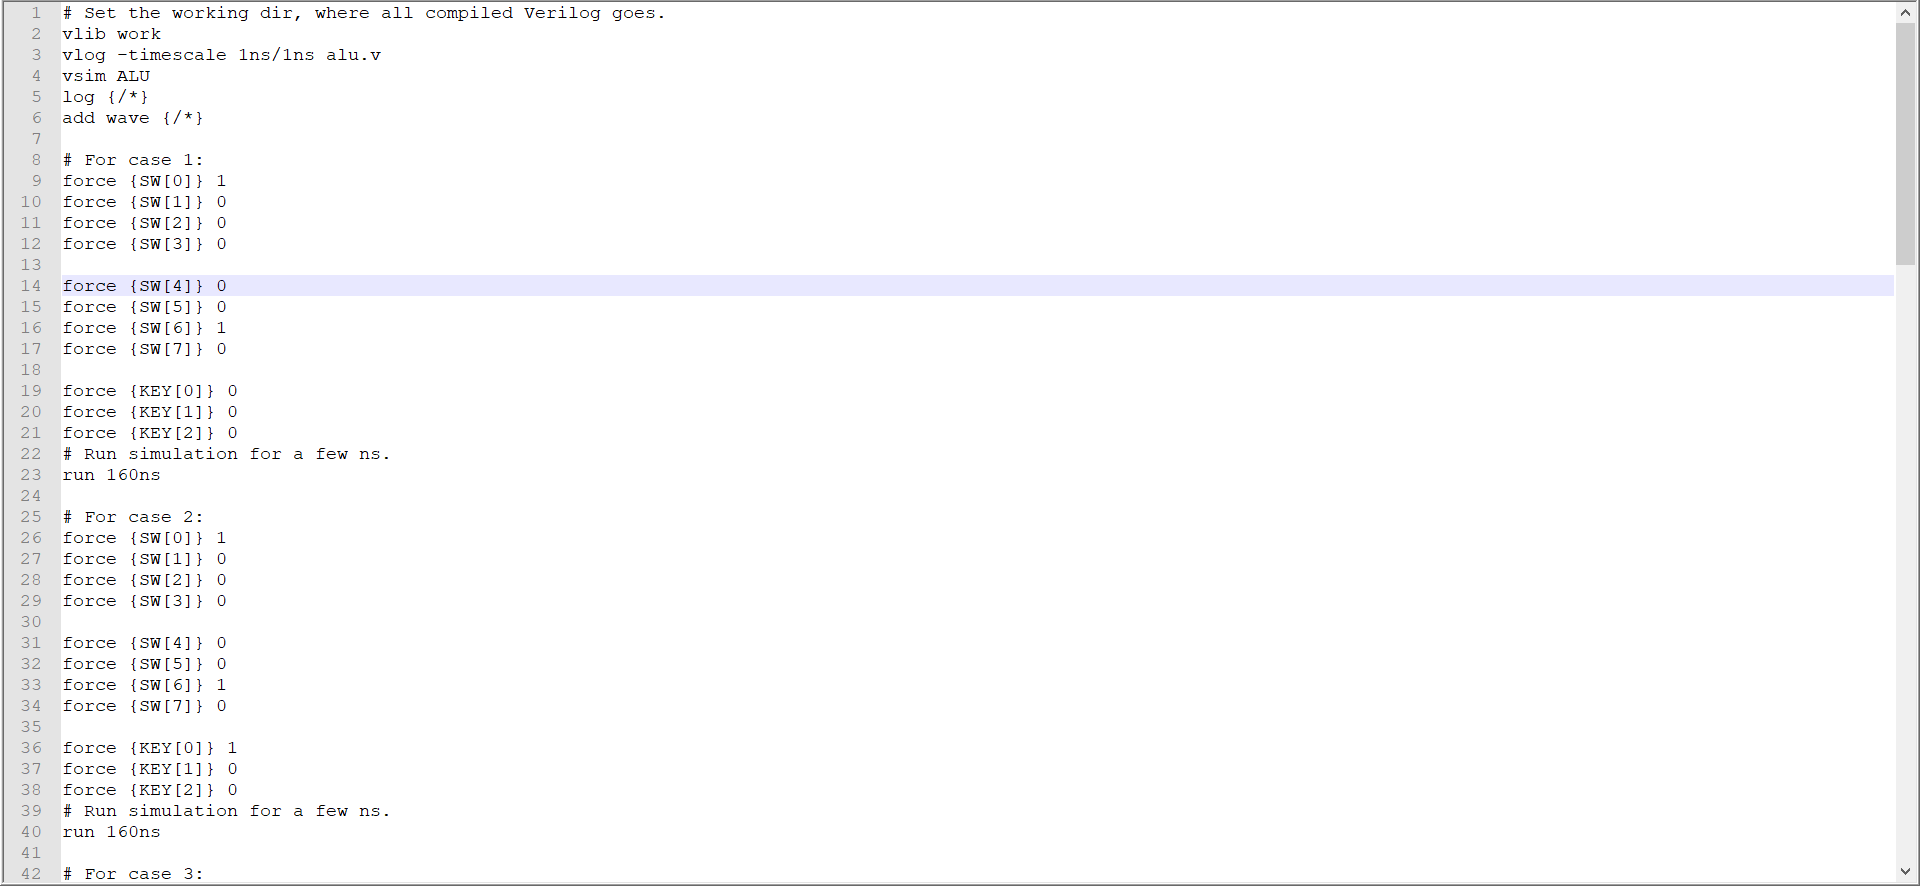 1 # Set the working dir, where all compiled Verilog goes.
2 vlib work
3 vlog -timescale 1ns/1ns alu.v
4 vsim ALU
5 log {/*}
6 add wave {/*}
7
8 # For case 1:
9 force {SW[0]} 1
10 force {SW[1]} 0
11 force {SW[2]} 0
12 force {SW[3]} 0
13
14 force {SW[4]} 0
15 force {SW[5]} 0
16 force {SW[6]} 1
17 force {SW[7]} 0
18
19 force {KEY[0]} 0
20 force {KEY[1]} 0
21 force {KEY[2]} 0
22 # Run simulation for a few ns.
23 run 160ns
24
25 # For case 2:
26 force {SW[0]} 1
27 force {SW[1]} 0
28 force {SW[2]} 0
29 force {SW[3]} 0
30
31 force {SW[4]} 0
32 force {SW[5]} 0
33 force {SW[6]} 1
34 force {SW[7]} 0
35
36 force {KEY[0]} 1
37 force {KEY[1]} 0
38 force {KEY[2]} 0
39 # Run simulation for a few ns.
40 run 160ns
41
42 # For case 3: